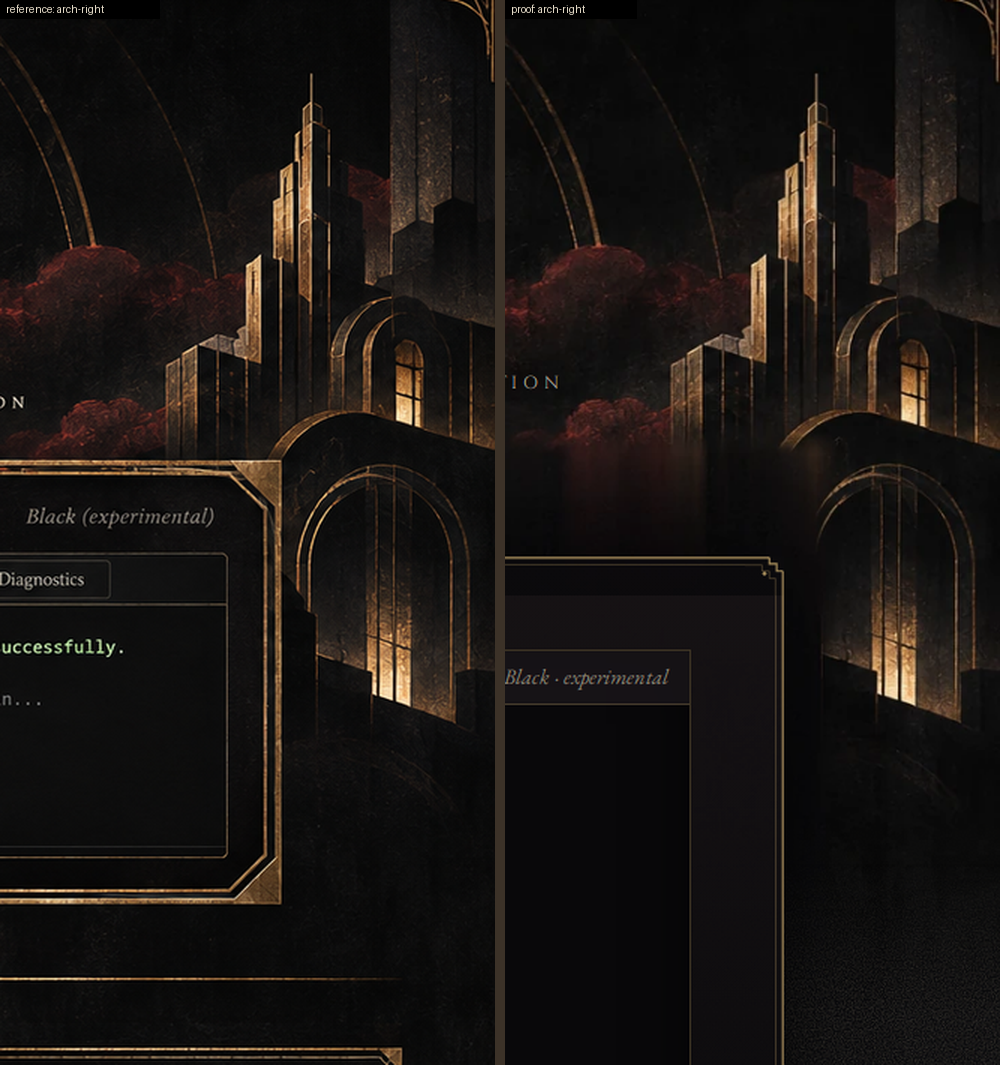 reference: arch-right
ON
Black (experimental)
Diagnostics
uccessfully.
n...
proof: arch-right
TION
Black · experimental